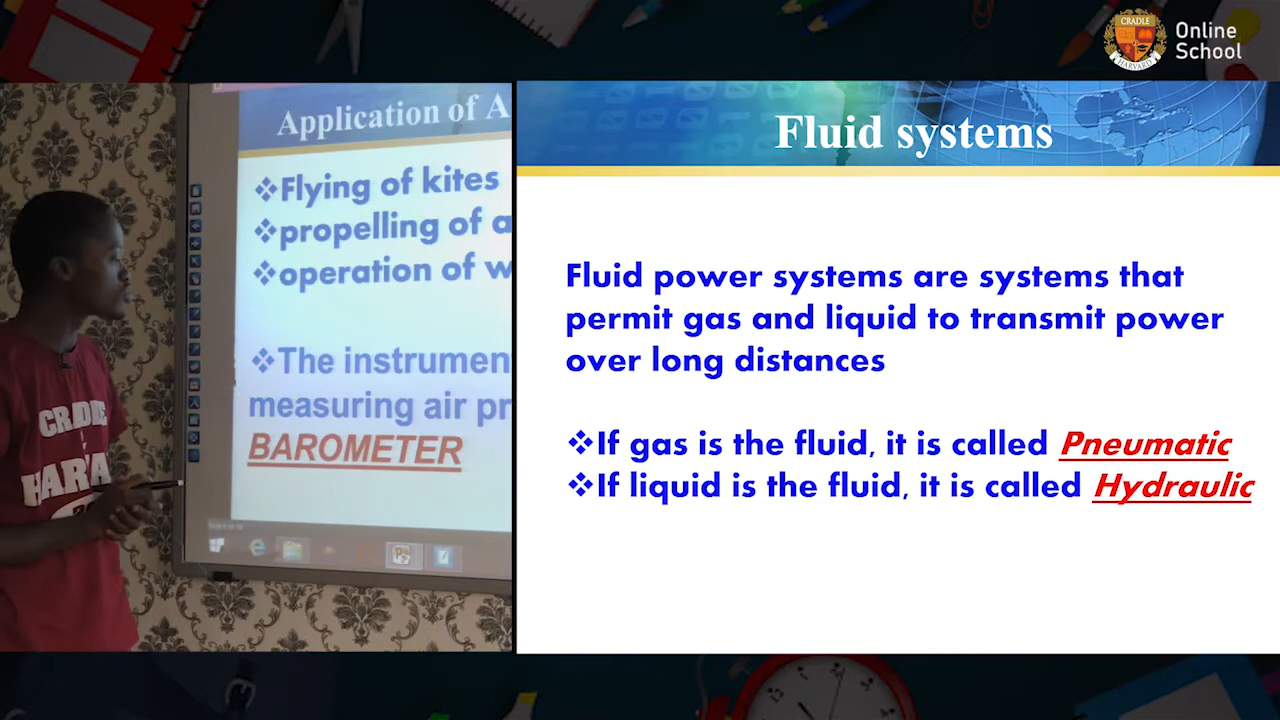 CRADLE
HARVARD
Online
School
Application of A
❖Flying of kites
❖propelling of a
❖operation of w
❖The instrumen
measuring air pr
BAROMETER
Fluid systems
Fluid power systems are systems that
permit gas and liquid to transmit power
over long distances
❖If gas is the fluid, it is called Pneumatic
❖If liquid is the fluid, it is called Hydraulic